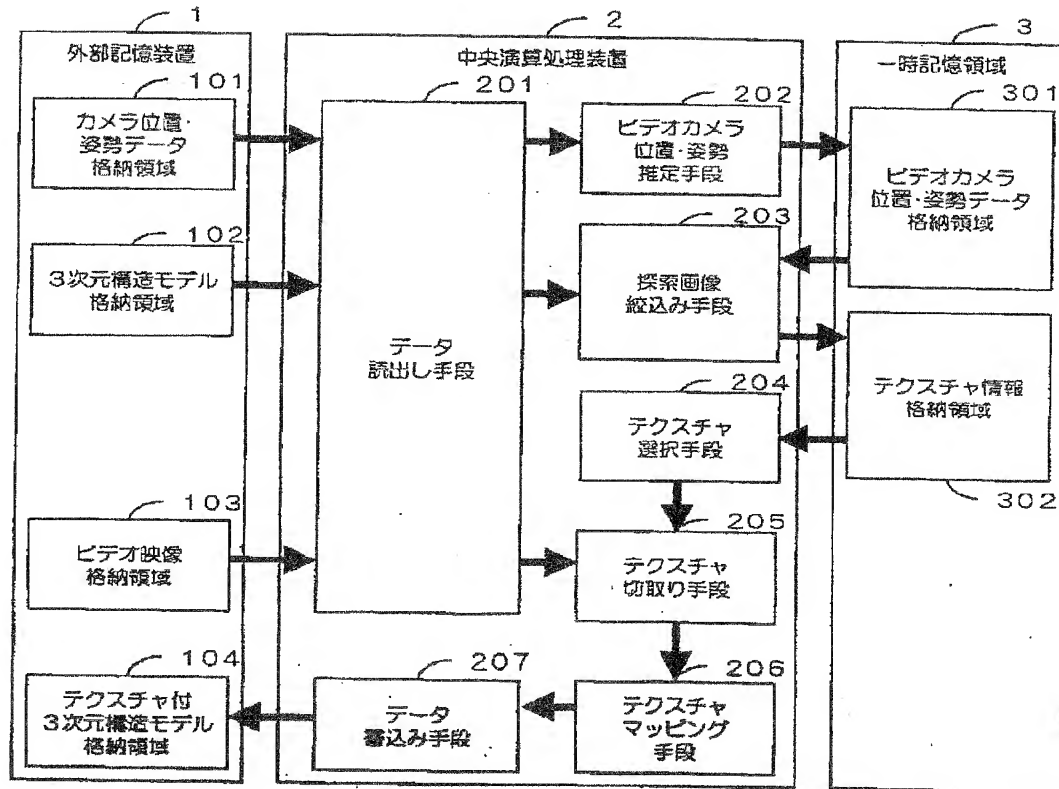 1
外部記憶装置
101
カメラ位置・
姿勢データ
格納領域
102
3次元構造モデル
格納領域
103
ビデオ映像
格納領域
104
テクスチャ付
3次元構造モデル
格納領域
2
中央演算処理装置
201
データ
読出し手段
202
ビデオカメラ
位置・姿勢
推定手段
203
探索画像
絞込み手段
204
テクスチャ
選択手段
205
テクスチャ
切取り手段
206
テクスチャ
マッピング
手段
207
データ
書込み手段
3
一時記憶領域
301
ビデオカメラ
位置・姿勢データ
格納領域
テクスチャ情報
格納領域
302